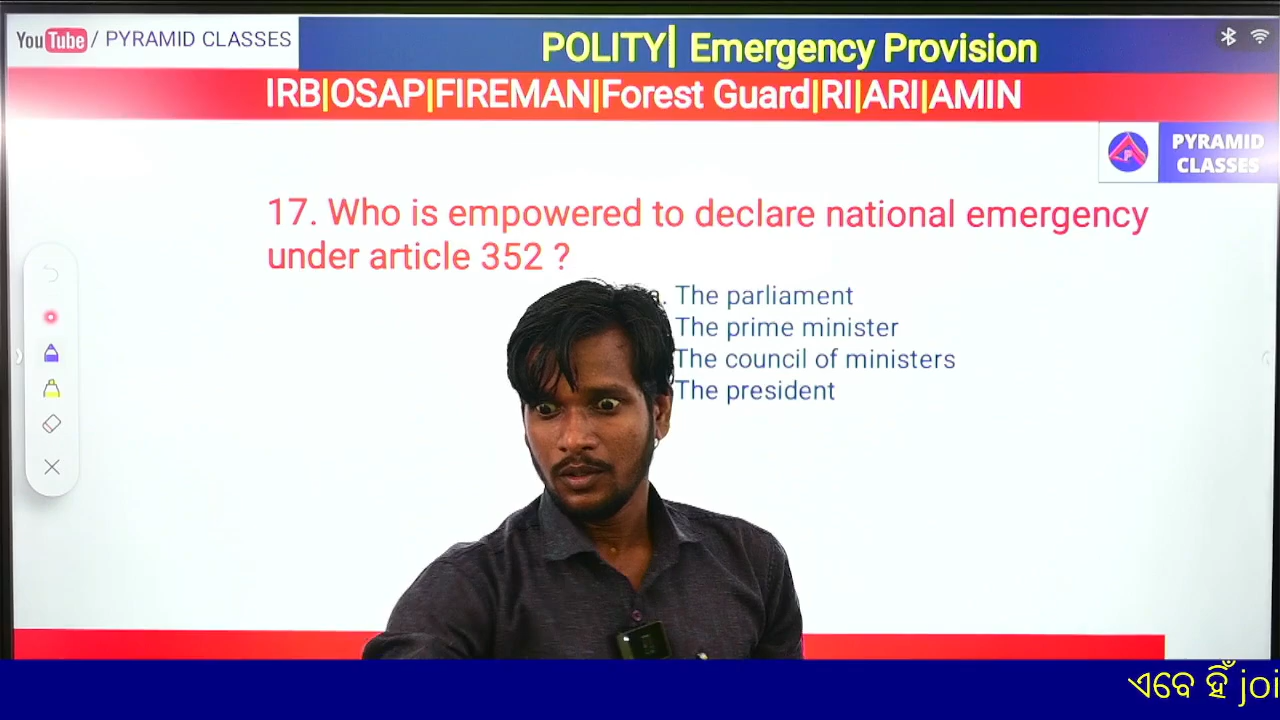 YouTube / PYRAMID CLASSES
POLITY| Emergency Provision
IRB|OSAP|FIREMAN|Forest Guard|RI|ARI|AMIN
PYRAMID
CLASSES
17. Who is empowered to declare national emergency
under article 352 ?
a. The parliament
The prime minister
The council of ministers
The president
ଏବେ ହିଁ joi